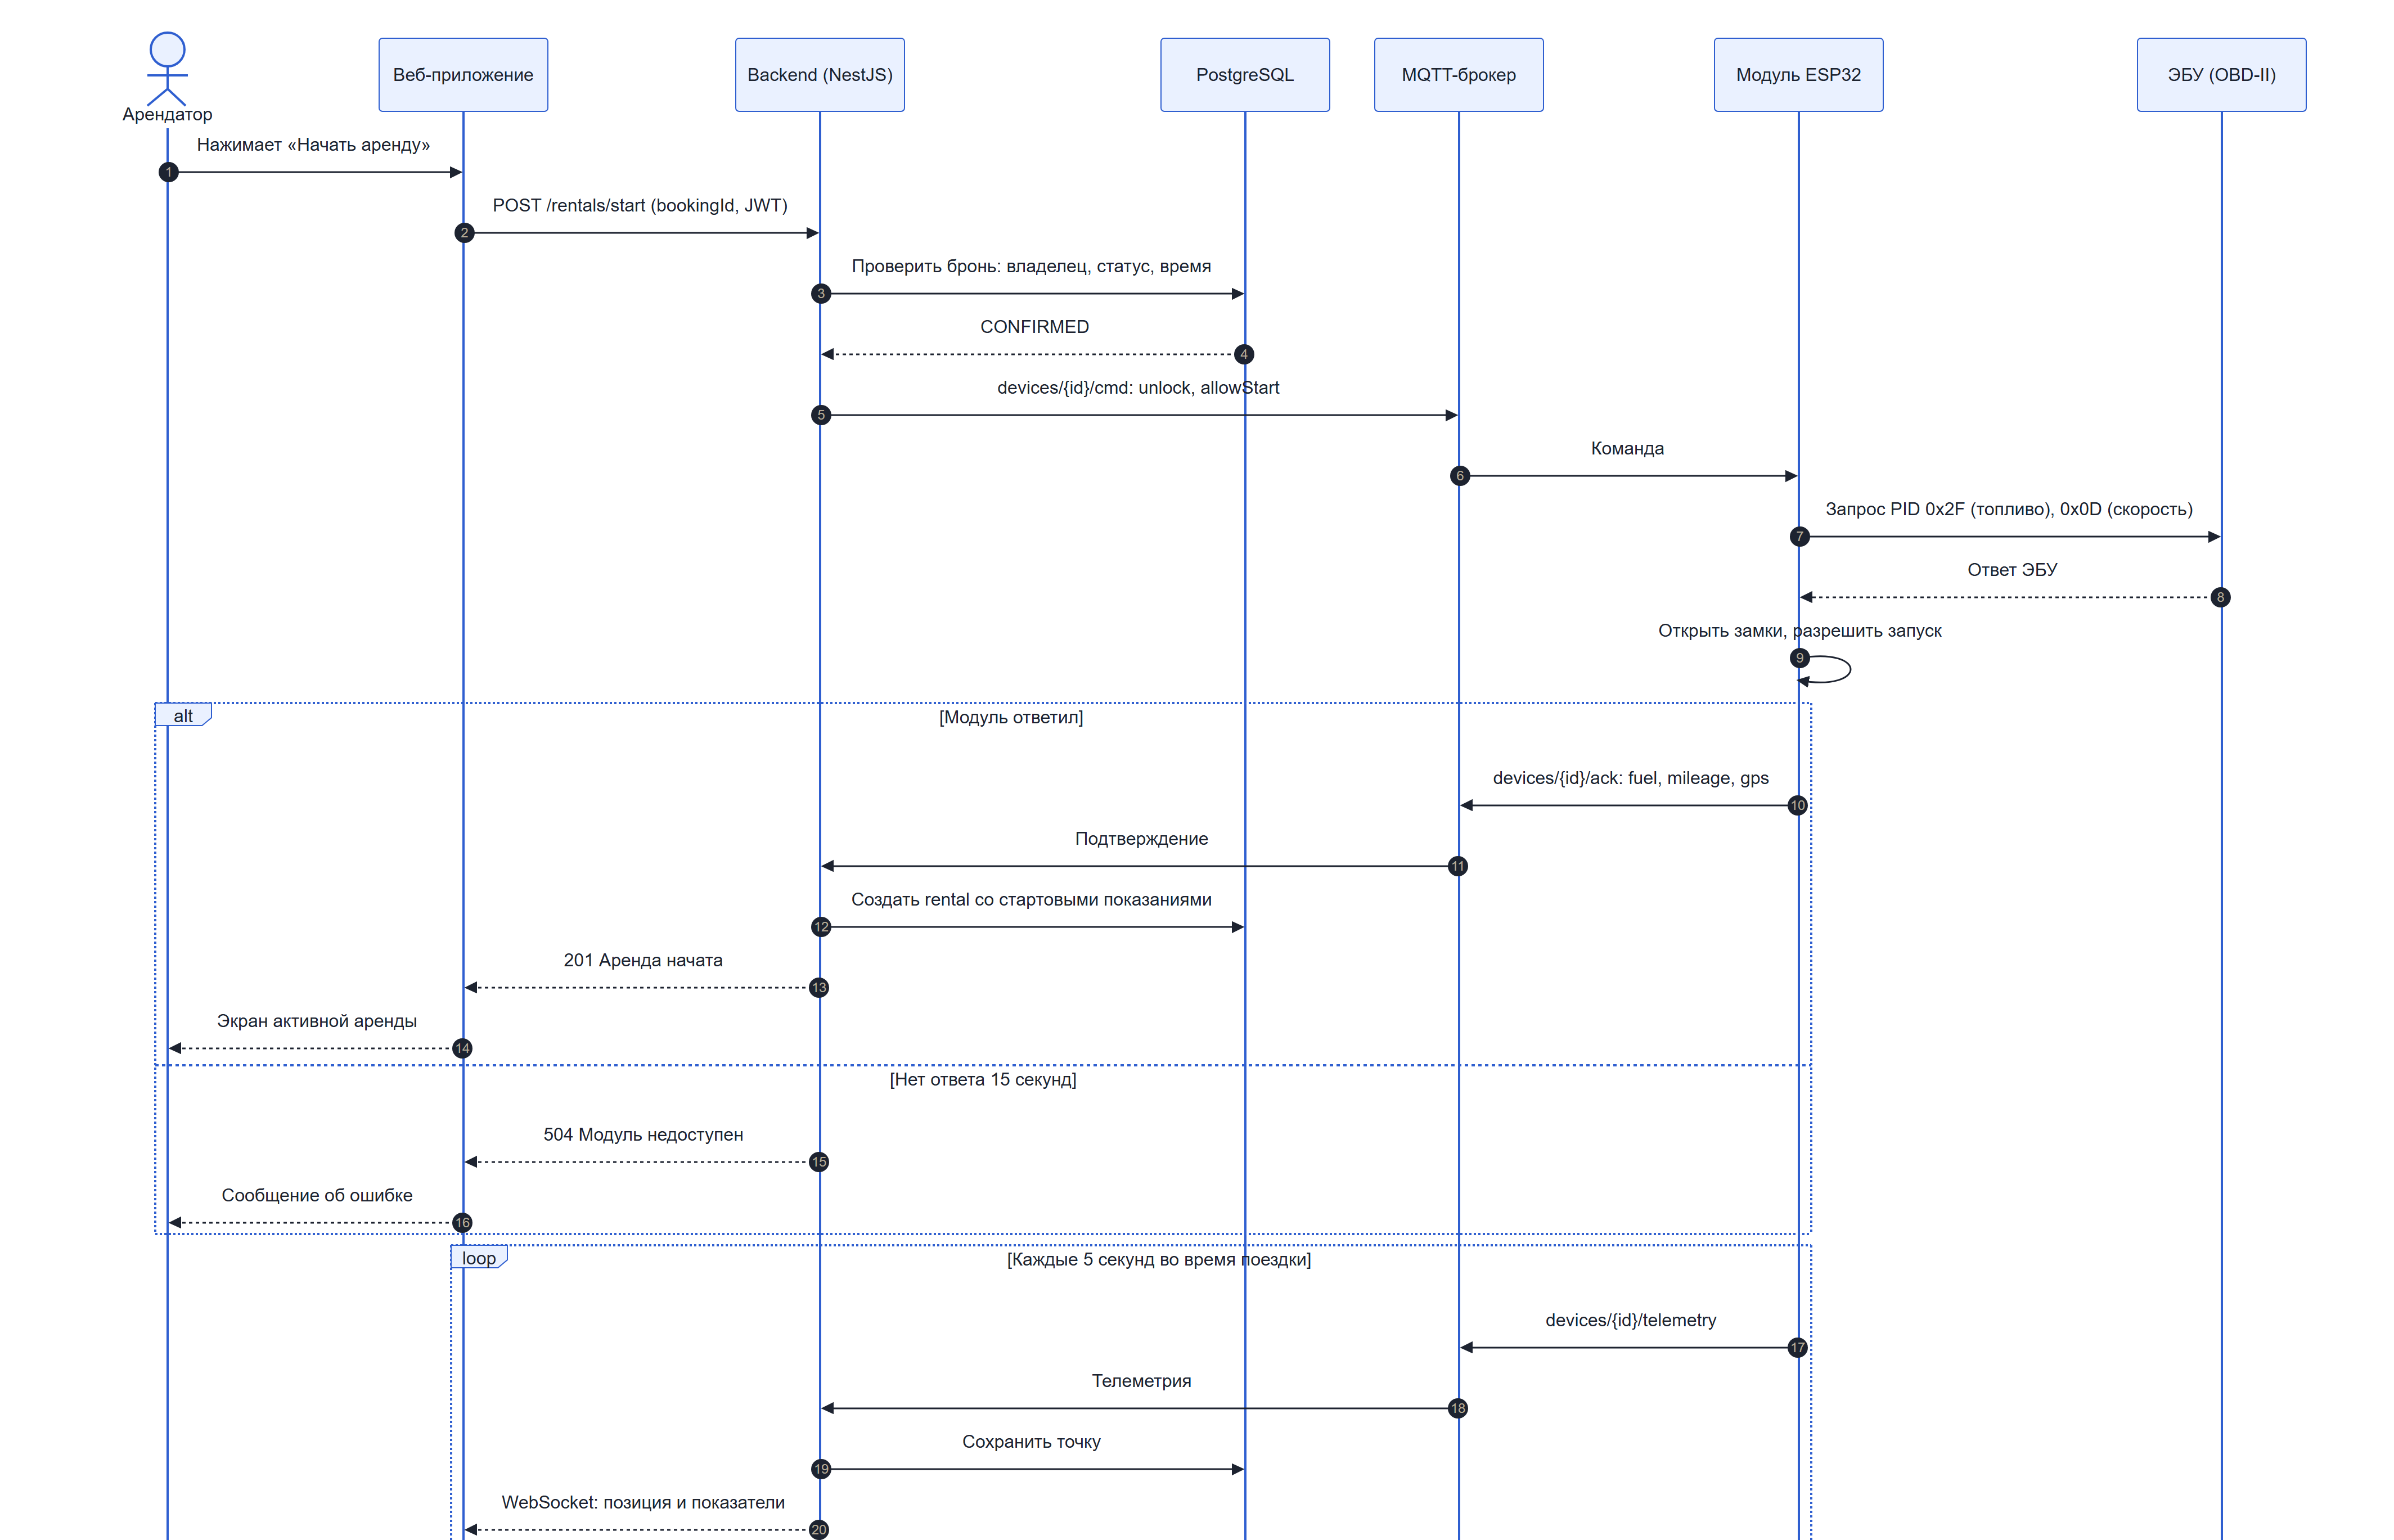 Арендатор
Веб-приложение
Backend (NestJS)
PostgreSQL
MQTT-брокер
Модуль ESP32
ЭБУ (OBD-II)
Нажимает «Начать аренду»
1
POST /rentals/start (bookingId, JWT)
2
Проверить бронь: владелец, статус, время
3
CONFIRMED
4
devices/{id}/cmd: unlock, allowStart
5
Команда
6
Запрос PID 0x2F (топливо), 0x0D (скорость)
7
Ответ ЭБУ
8
Открыть замки, разрешить запуск
9
alt
[Модуль ответил]
devices/{id}/ack: fuel, mileage, gps
10
Подтверждение
11
Создать rental со стартовыми показаниями
12
201 Аренда начата
13
Экран активной аренды
14
[Нет ответа 15 секунд]
504 Модуль недоступен
15
Сообщение об ошибке
16
loop
[Каждые 5 секунд во время поездки]
devices/{id}/telemetry
17
Телеметрия
18
Сохранить точку
19
WebSocket: позиция и показатели
20